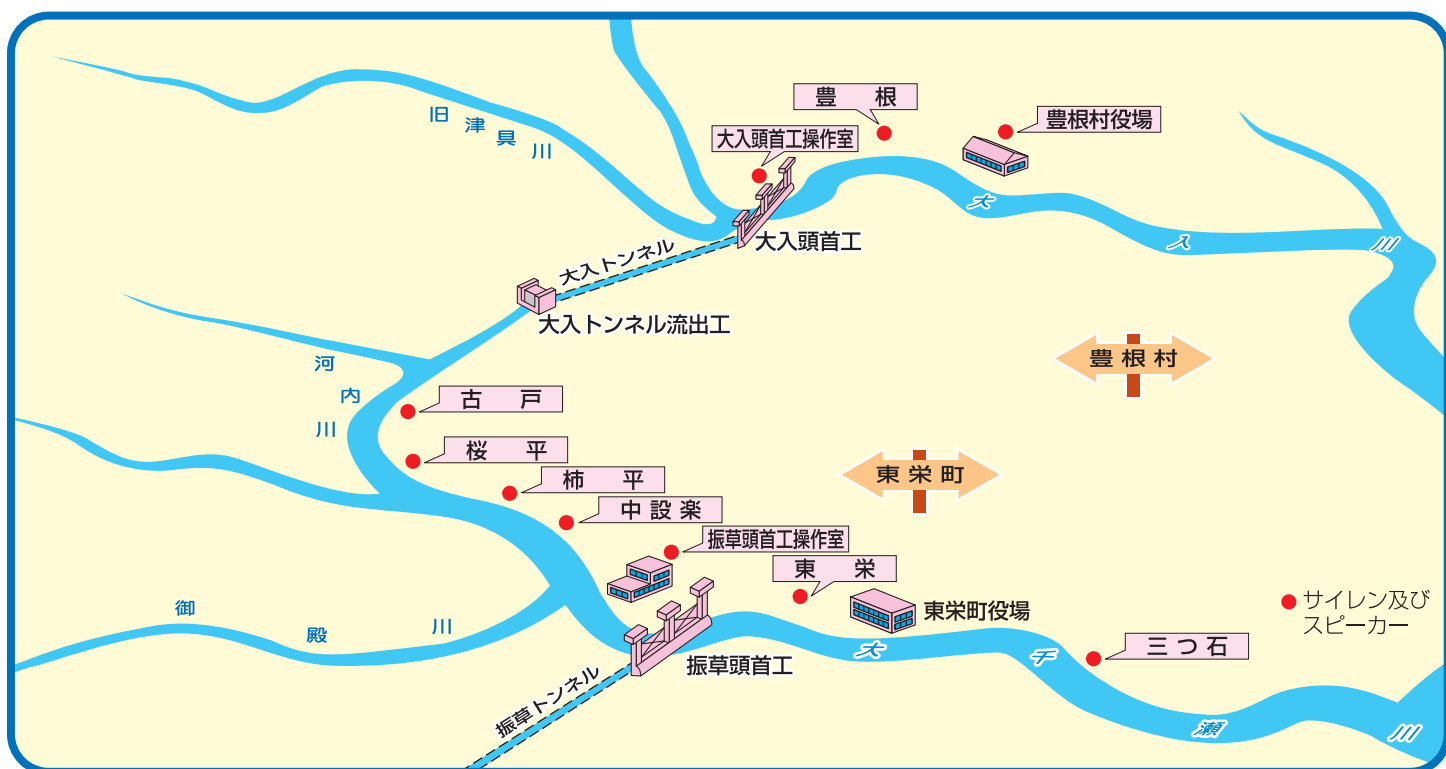 豊根
大入頭首工操作室
豊根村役場
旧津具川
大入川
大入頭首工
大入トンネル
大入トンネル流出工
河内川
豊根村
古戸
桜平
柿平
中設楽
東栄町
振草頭首工操作室
東栄
東栄町役場
サイレン及び
スピーカー
御殿川
三つ石
大千瀬川
振草頭首工
振草トンネル